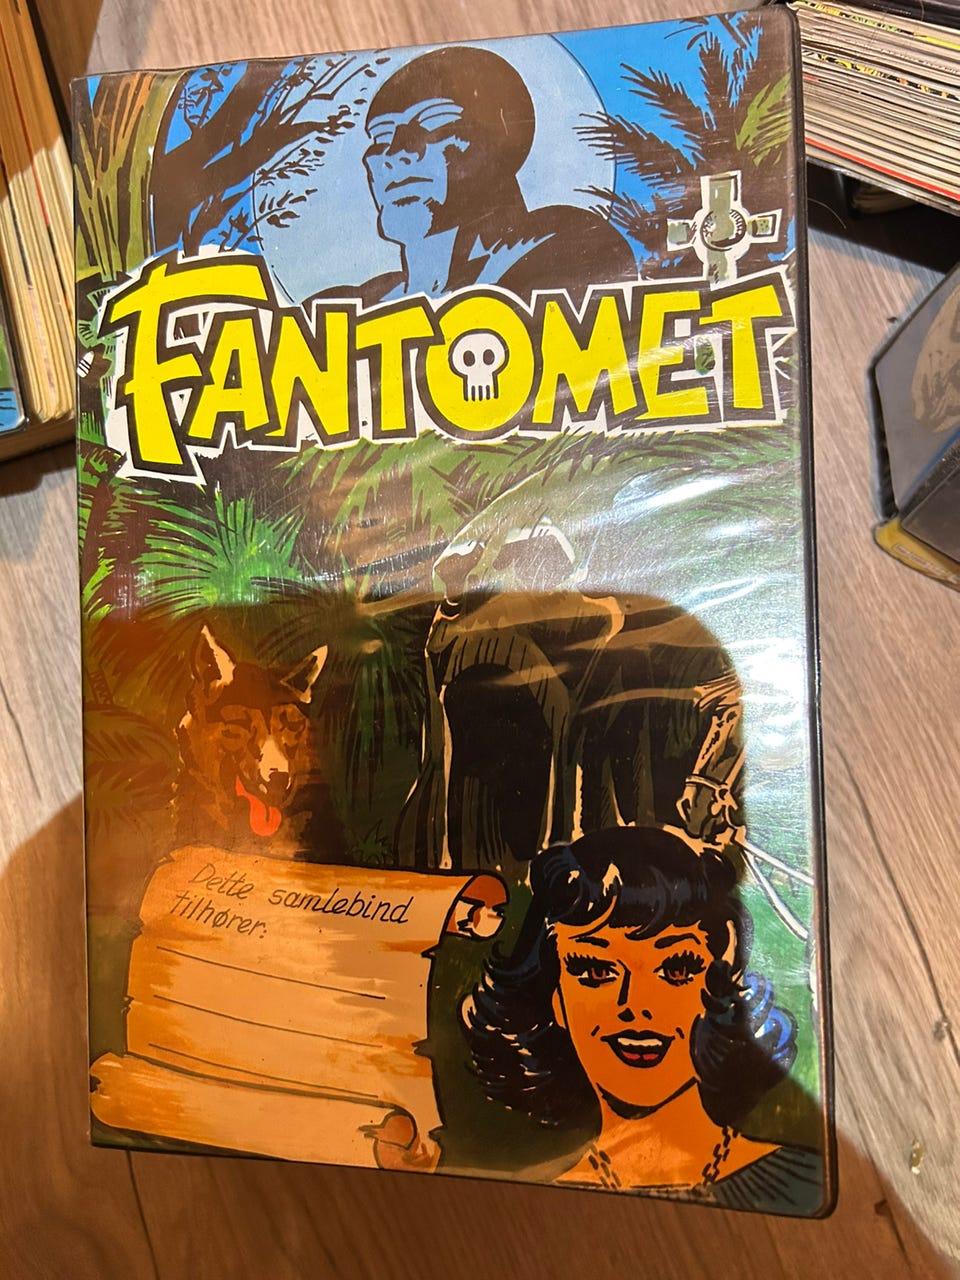 FANTOMET
Dette samlebind
tilhører: